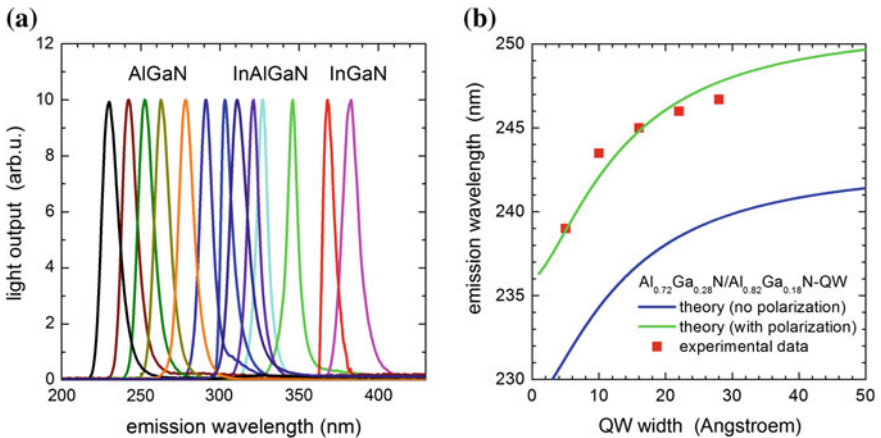 (a)
12
10
8
6
4
2
0
200
250
300
350
400
AlGaN
InAlGaN
InGaN
light output (arb.u.)
emission wavelength (nm)
(b)
250
245
240
235
230
0
10
20
30
40
50
emission wavelength (nm)
QW width (Angstroem)
Al0.72Ga0.28N/Al0.82Ga0.18N-QW
theory (no polarization)
theory (with polarization)
experimental data